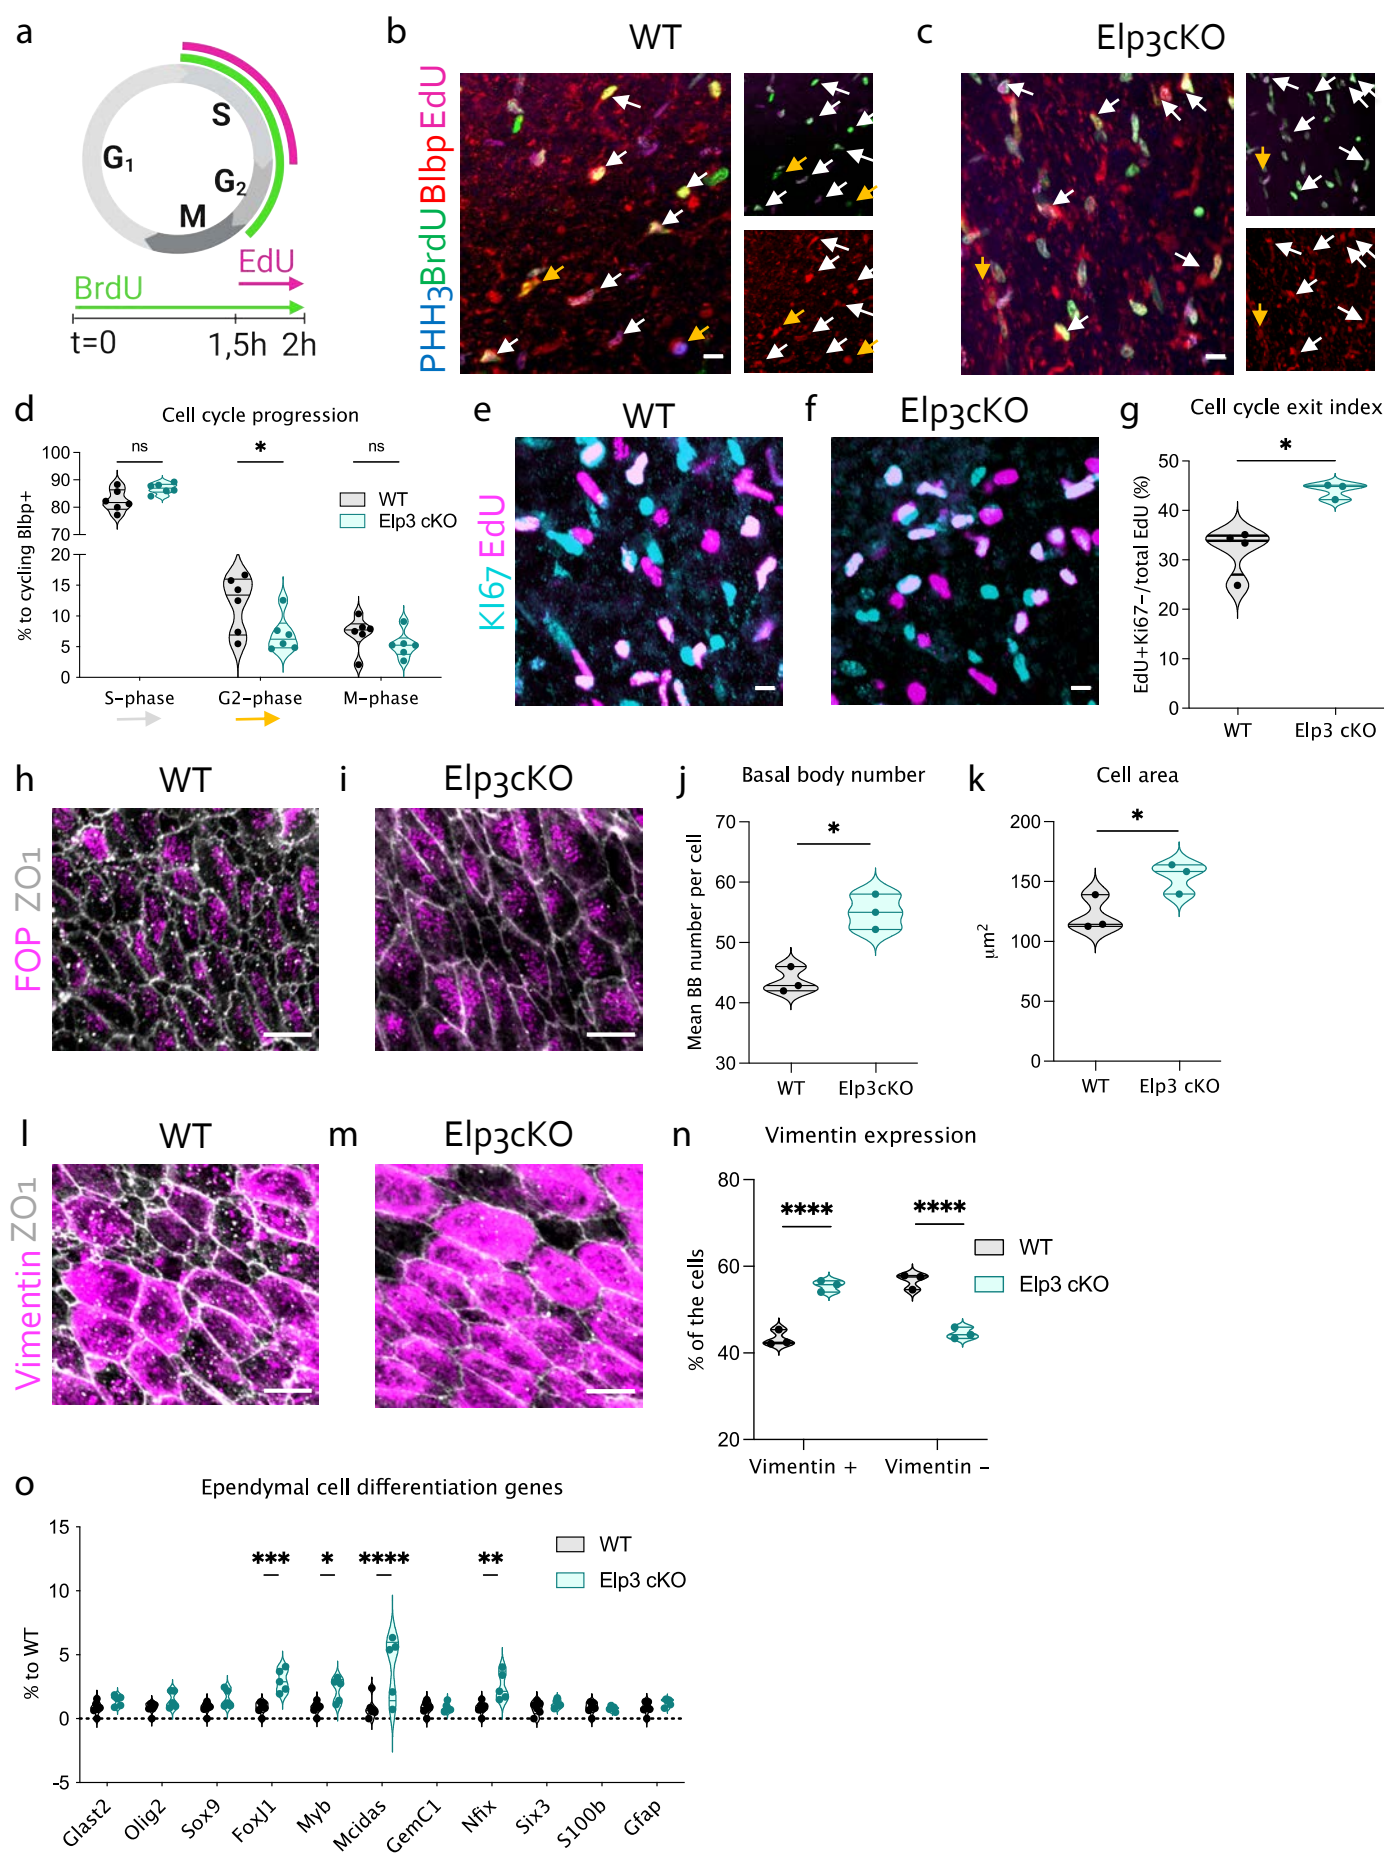 a
S
G1
G2
M
EdU
BrdU
t=0 1,5h 2h
b
WT
PHH3BrdUBlbpEdU
c
Elp3cKO
d
Cell cycle progression
ns * ns
% to cycling Blbp+
100
90
80
70
20
15
10
5
0
WT
Elp3 cKO
S-phase G2-phase M-phase
e
WT
KI67 EdU
f
Elp3cKO
g
Cell cycle exit index
*
EdU+Ki67-/total EdU (%)
50
40
30
20
10
0
WT Elp3 cKO
h
WT
FOP ZO1
i
Elp3cKO
j
Basal body number
*
Mean BB number per cell
70
60
50
40
30
WT Elp3cKO
k
Cell area
*
μm2
200
150
100
50
0
WT Elp3 cKO
l
WT
Vimentin ZO1
m
Elp3cKO
n
Vimentin expression
**** ****
% of the cells
80
60
40
20
WT
Elp3 cKO
Vimentin + Vimentin -
o
Ependymal cell differentiation genes
*** * **** **
% to WT
15
10
5
0
-5
WT
Elp3 cKO
Glast2 Olig2 Sox9 FoxJ1 Myb Mcidas GemC1 Nfix Six3 S100b Gfap